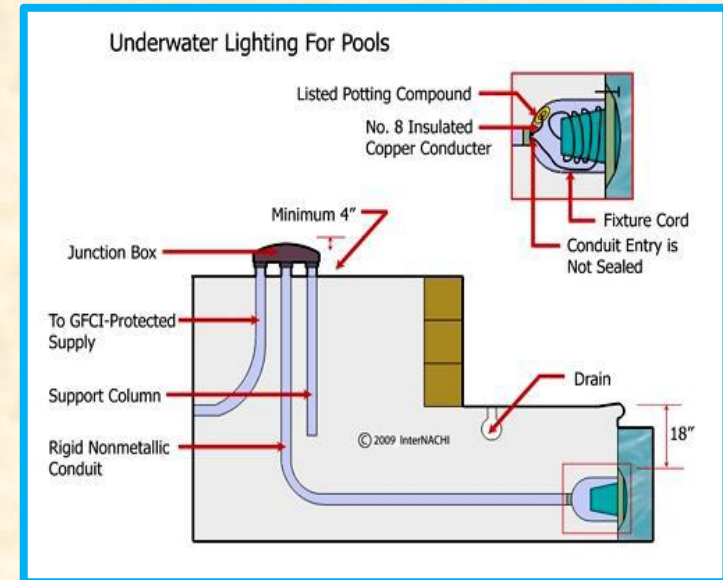 Underwater Lighting For Pools
Listed Potting Compound
No. 8 Insulated
Copper Conducter
Fixture Cord
Conduit Entry is
Not Sealed
Minimum 4"
Junction Box
To GFCI-Protected
Supply
Support Column
Rigid Nonmetallic
Conduit
Drain
18"
© 2009 InterNACHI